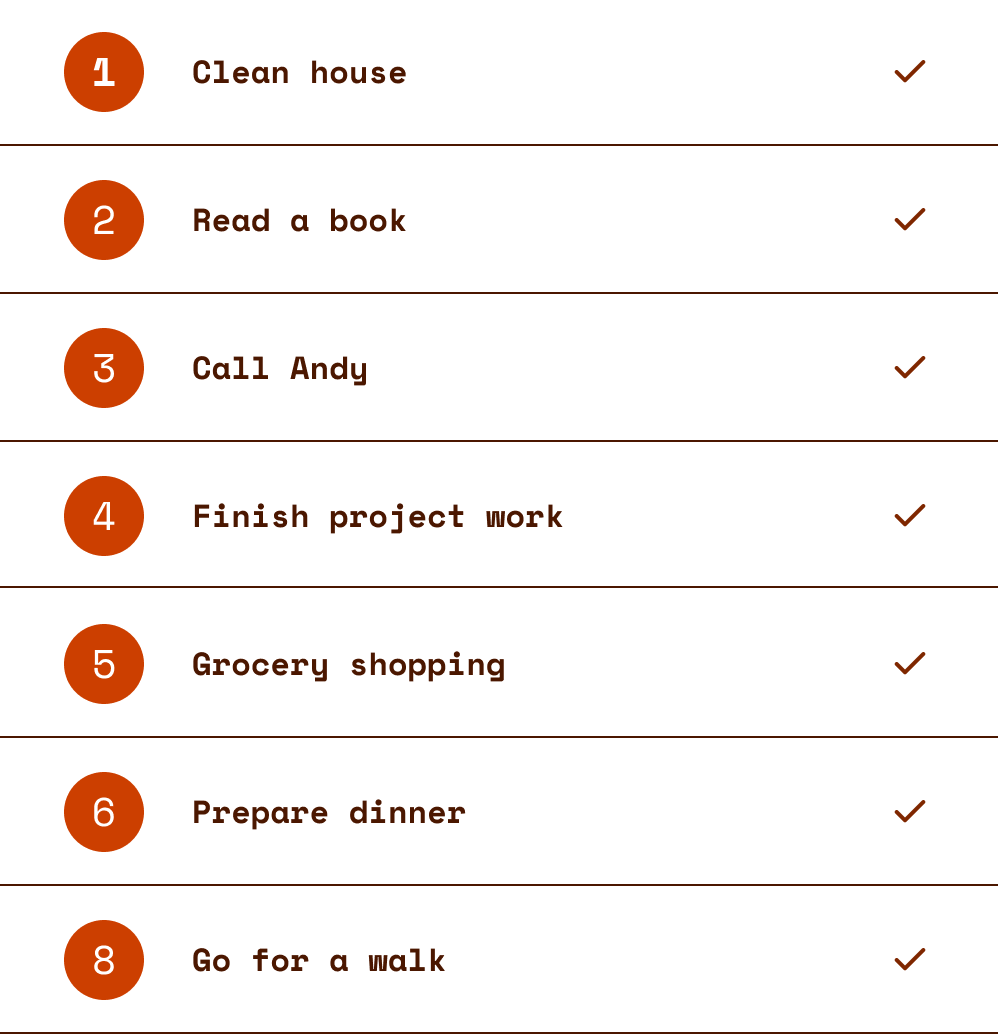 1 Clean house
2 Read a book
3 Call Andy
4 Finish project work
5 Grocery shopping
6 Prepare dinner
8 Go for a walk